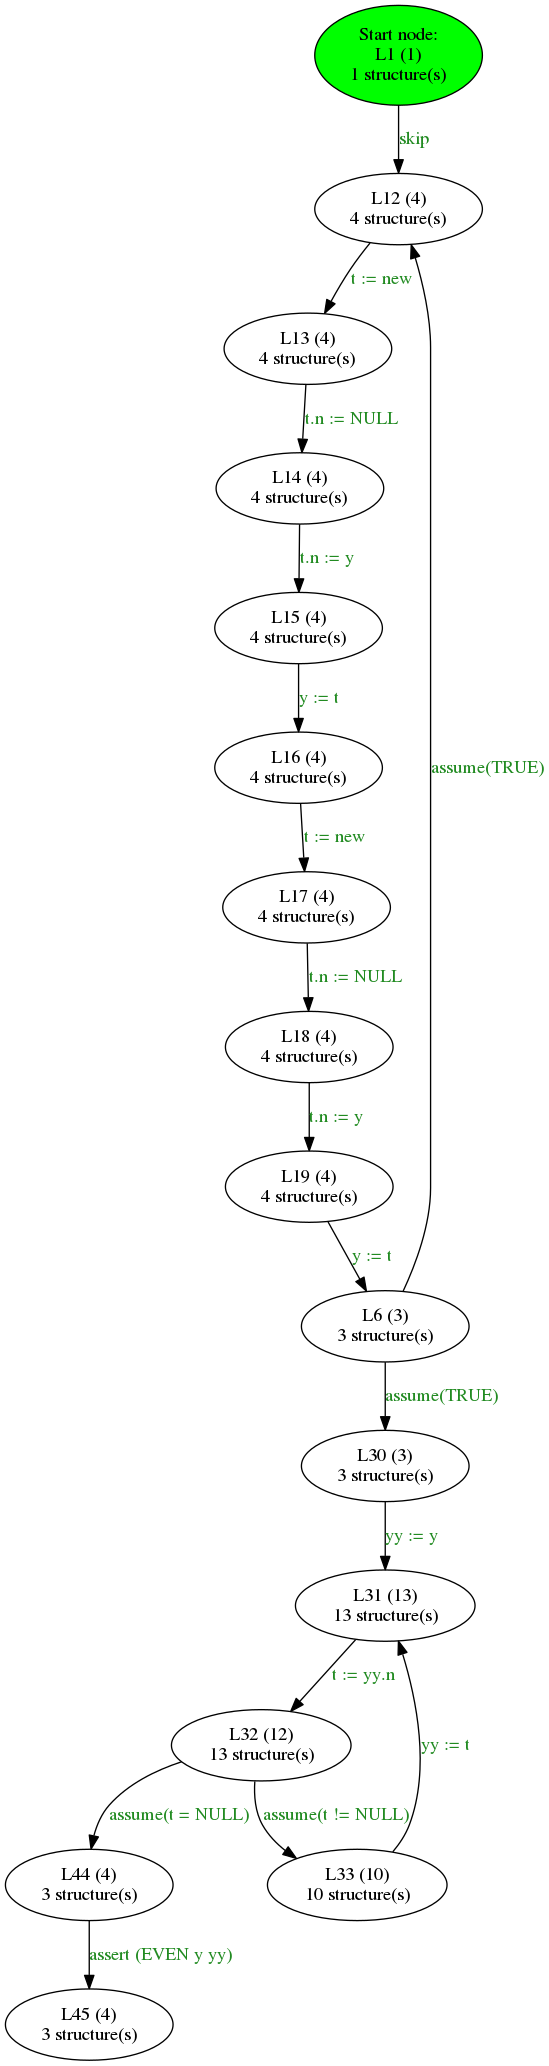 Start node:
L1 (1)
1 structure(s)
skip
L12 (4)
4 structure(s)
t := new
L13 (4)
4 structure(s)
t.n := NULL
L14 (4)
4 structure(s)
t.n := y
L15 (4)
4 structure(s)
y := t
L16 (4)
4 structure(s)
assume(TRUE)
t := new
L17 (4)
4 structure(s)
t.n := NULL
L18 (4)
4 structure(s)
t.n := y
L19 (4)
4 structure(s)
y := t
L6 (3)
3 structure(s)
assume(TRUE)
L30 (3)
3 structure(s)
yy := y
L31 (13)
13 structure(s)
t := yy.n
L32 (12)
13 structure(s)
yy := t
assume(t = NULL)
assume(t != NULL)
L44 (4)
3 structure(s)
L33 (10)
10 structure(s)
assert (EVEN y yy)
L45 (4)
3 structure(s)